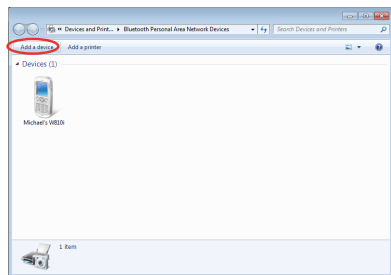 « Devices and Print... ▸ Bluetooth Personal Area Network Devices
Search Devices and Printers
Add a device
Add a printer
Devices (1)
Michael's W810i
1 item